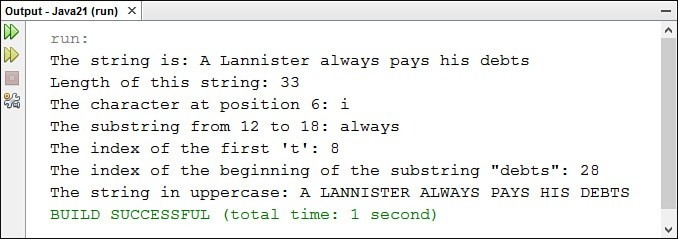 Output - Java21 (run)
run:
The string is: A Lannister always pays his debts
Length of this string: 33
The character at position 6: i
The substring from 12 to 18: always
The index of the first 't': 8
The index of the beginning of the substring "debts": 28
The string in uppercase: A LANNISTER ALWAYS PAYS HIS DEBTS
BUILD SUCCESSFUL (total time: 1 second)